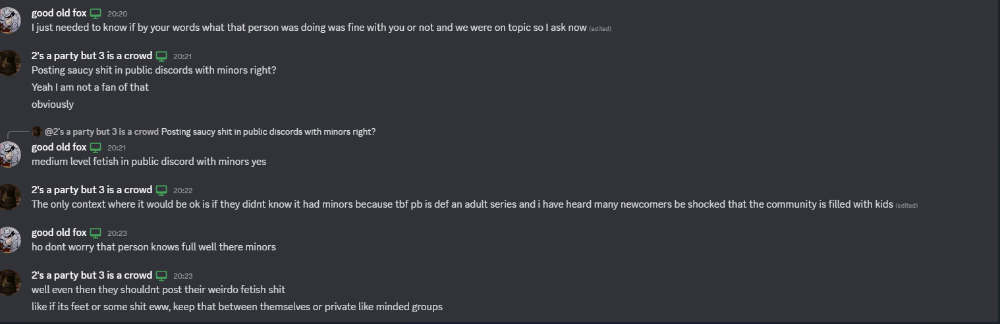 good old fox 20:20
I just needed to know if by your words what that person was doing was fine with you or not and we were on topic so I ask now (edited)
2's a party but 3 is a crowd 20:21
Posting saucy shit in public discords with minors right?
Yeah I am not a fan of that
obviously
@2's a party but 3 is a crowd Posting saucy shit in public discords with minors right?
good old fox 20:21
medium level fetish in public discord with minors yes
2's a party but 3 is a crowd 20:22
The only context where it would be ok is if they didnt know it had minors because tbf pb is def an adult series and i have heard many newcomers be shocked that the community is filled with kids (edited)
good old fox 20:23
ho dont worry that person knows full well there minors
2's a party but 3 is a crowd 20:23
well even then they shouldnt post their weirdo fetish shit
like if its feet or some shit eww, keep that between themselves or private like minded groups